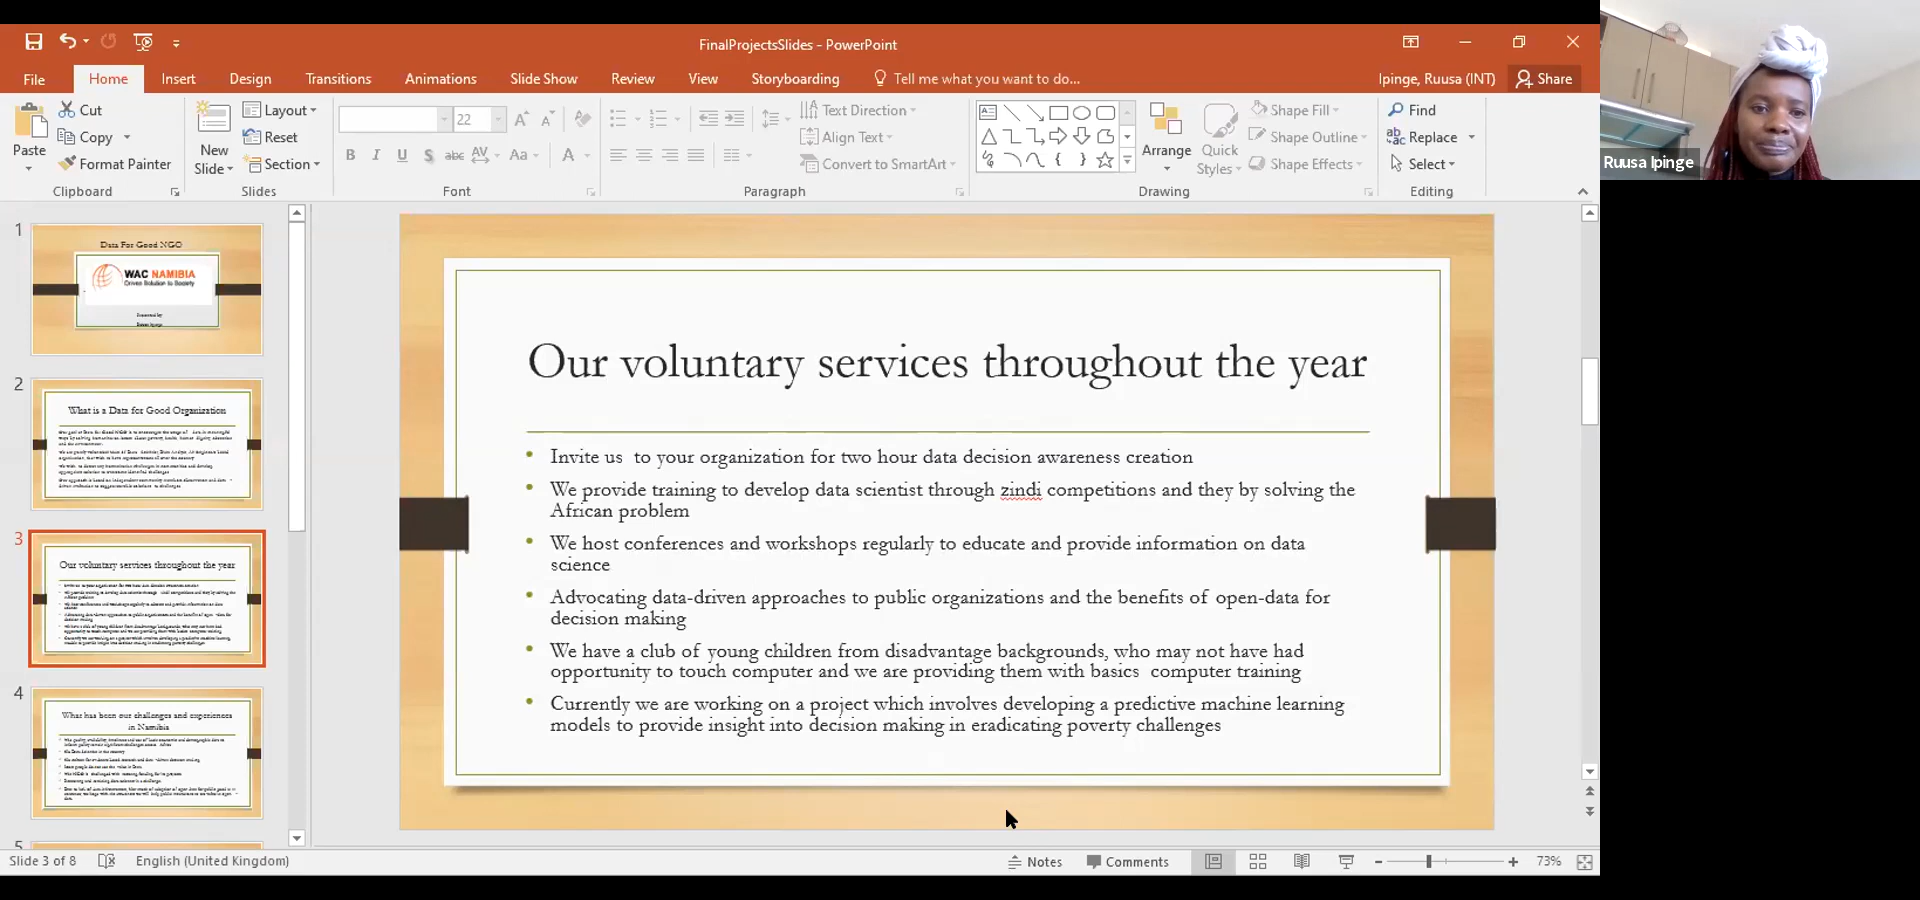 FinalProjectsSlides - PowerPoint
File Home Insert Design Transitions Animations Slide Show Review View Storyboarding Tell me what you want to do... Ipinge, Ruusa (INT) Share
Paste
Cut
Copy
Format Painter
Clipboard
New
Slide
Layout
Reset
Section
Slides
22
B I U S abc AV Aa A
Font
Text Direction
Align Text
Convert to SmartArt
Paragraph
Arrange
Quick
Styles
Shape Fill
Shape Outline
Shape Effects
Drawing
Find
Replace
Select
Editing
Ruusa Ipinge
1
Data For Good NGO
WAC NAMIBIA
Driven Solution to Society
2
What is a Data for Good Organization
3
Our voluntary services throughout the year
4
What has been our challenges and experiences
in Namibia
5
Our voluntary services throughout the year
• Invite us to your organization for two hour data decision awareness creation
• We provide training to develop data scientist through zindi competitions and they by solving the
African problem
• We host conferences and workshops regularly to educate and provide information on data
science
• Advocating data-driven approaches to public organizations and the benefits of open-data for
decision making
• We have a club of young children from disadvantage backgrounds, who may not have had
opportunity to touch computer and we are providing them with basics computer training
• Currently we are working on a project which involves developing a predictive machine learning
models to provide insight into decision making in eradicating poverty challenges
Slide 3 of 8 English (United Kingdom) Notes Comments 73%